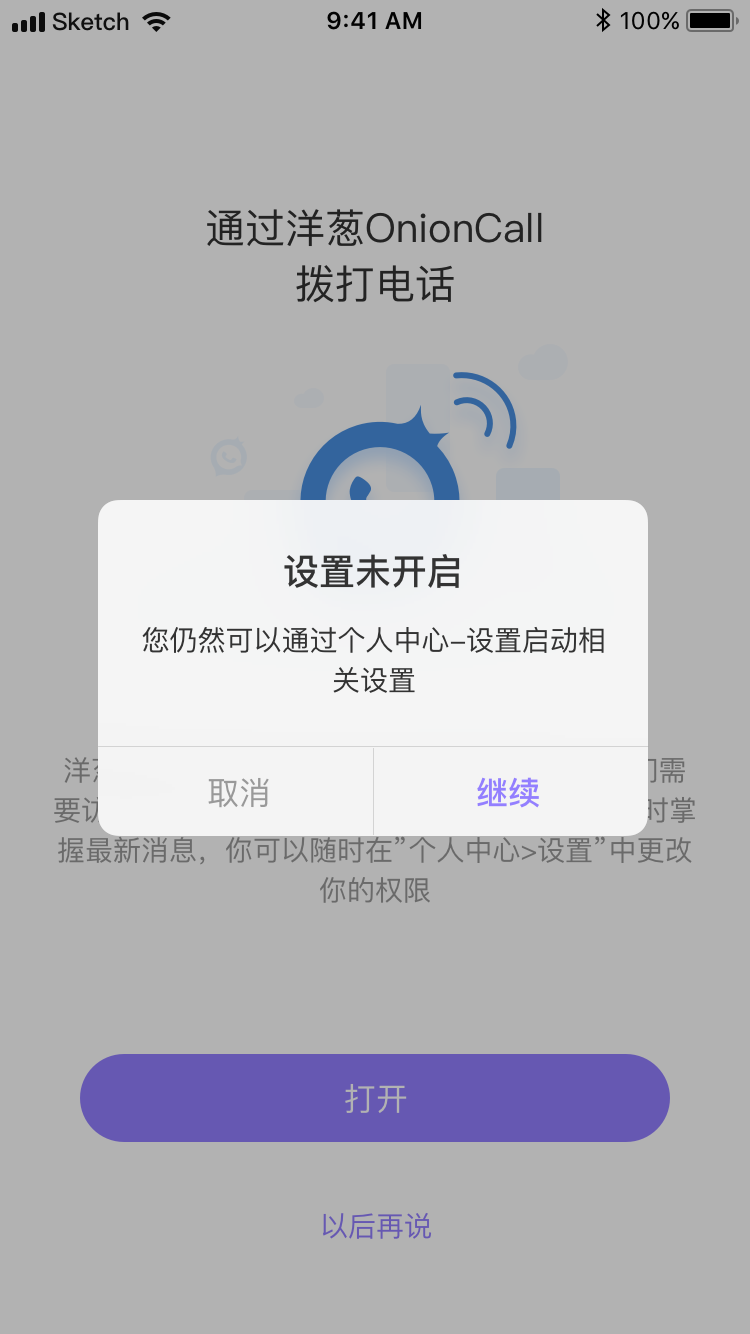 Sketch 9:41 AM 100%
通过洋葱OnionCall
拨打电话
设置未开启
您仍然可以通过个人中心–设置启动相
关设置
取消 继续
洋 需
要访 时掌
握最新消息，你可以随时在”个人中心>设置”中更改
你的权限
打开
以后再说